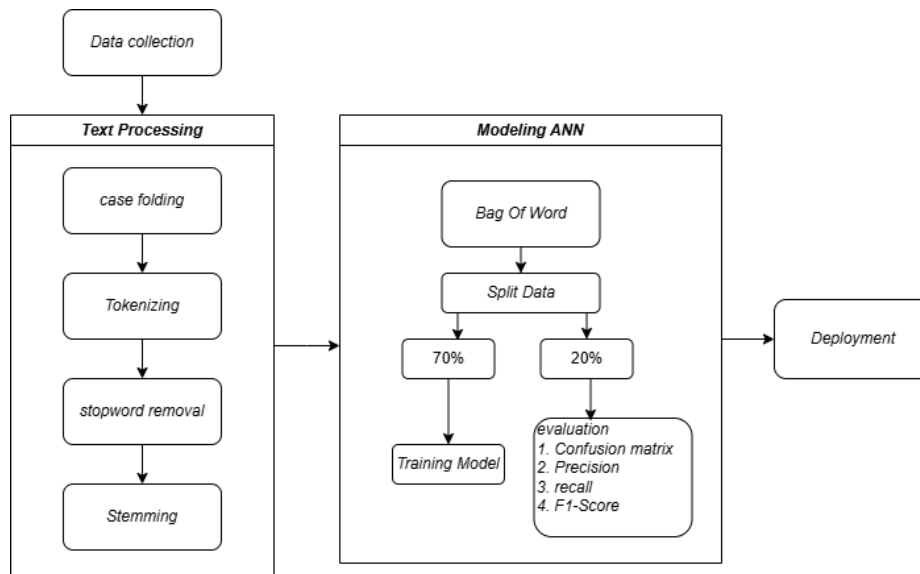 Data collection
Text Processing
case folding
Tokenizing
stopword removal
Stemming
Modeling ANN
Bag Of Word
Split Data
70%
20%
Training Model
evaluation
1. Confusion matrix
2. Precision
3. recall
4. F1-Score
Deployment